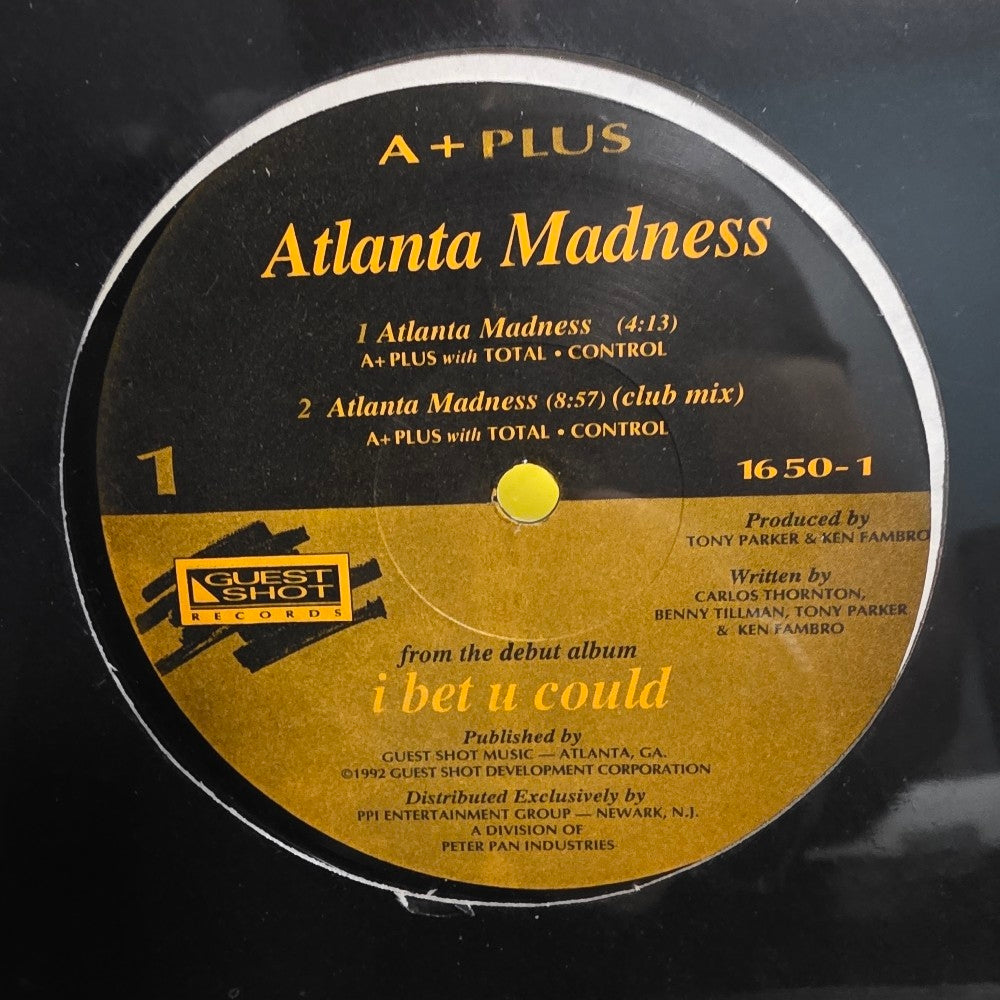 A + PLUS
Atlanta Madness
1 Atlanta Madness (4:13)
A+ PLUS with TOTAL • CONTROL
2 Atlanta Madness (8:57) (club mix)
A+ PLUS with TOTAL • CONTROL
1
16 50- 1
Produced by
TONY PARKER & KEN FAMBRO
Written by
CARLOS THORNTON,
BENNY TILLMAN, TONY PARKER
& KEN FAMBRO
GUEST
SHOT
RECORDS
from the debut album
i bet u could
Published by
GUEST SHOT MUSIC — ATLANTA, GA.
©1992 GUEST SHOT DEVELOPMENT CORPORATION
Distributed Exclusively by
PPI ENTERTAINMENT GROUP — NEWARK, N.J.
A DIVISION OF
PETER PAN INDUSTRIES